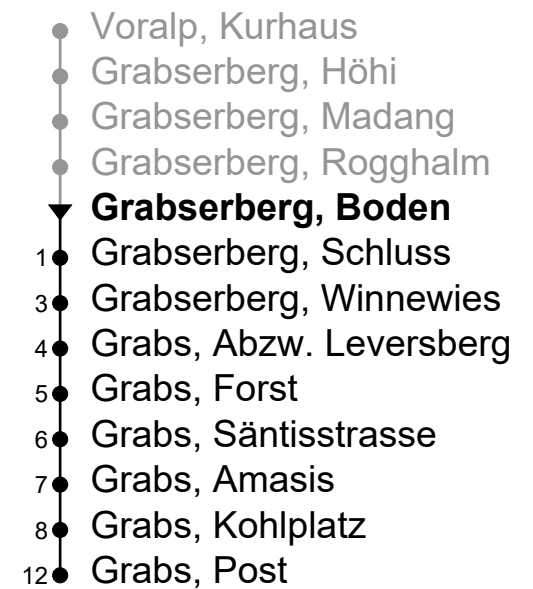 Voralp, Kurhaus
Grabserberg, Höhi
Grabserberg, Madang
Grabserberg, Rogghalm
Grabserberg, Boden
1 Grabserberg, Schluss
3 Grabserberg, Winnewies
4 Grabs, Abzw. Leversberg
5 Grabs, Forst
6 Grabs, Säntisstrasse
7 Grabs, Amasis
8 Grabs, Kohlplatz
12 Grabs, Post